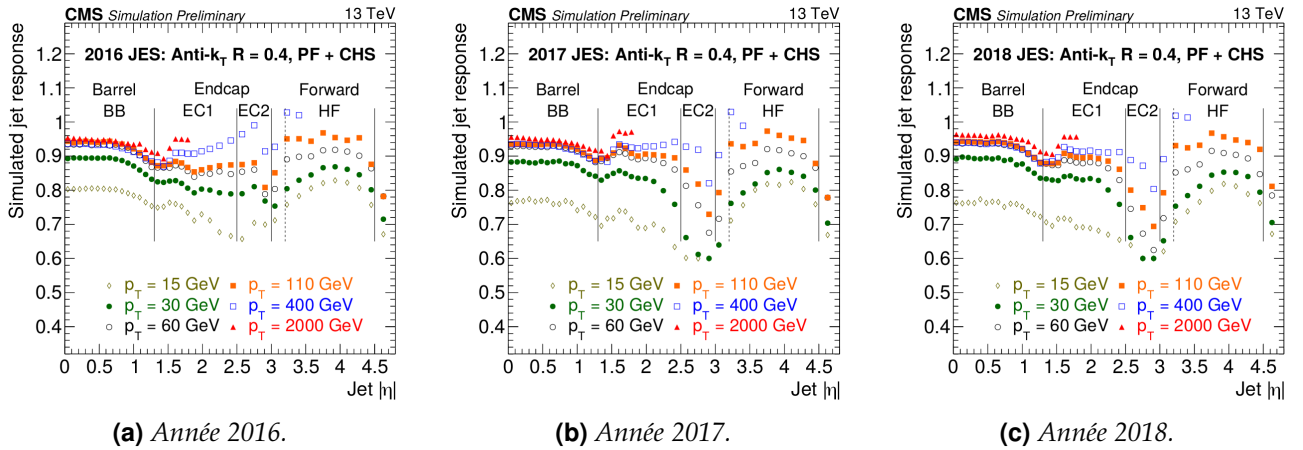 CMS Simulation Preliminary 13 TeV
2016 JES: Anti-kT R = 0.4, PF + CHS
Barrel Endcap Forward
BB EC1 EC2 HF
Simulated jet response
1.3
1.2
1.1
1
0.9
0.8
0.7
0.6
0.5
0.4
pT = 15 GeV pT = 110 GeV
pT = 30 GeV pT = 400 GeV
pT = 60 GeV pT = 2000 GeV
0 0.5 1 1.5 2 2.5 3 3.5 4 4.5
Jet |η|
(a) Année 2016.
CMS Simulation Preliminary 13 TeV
2017 JES: Anti-kT R = 0.4, PF + CHS
Barrel Endcap Forward
BB EC1 EC2 HF
Simulated jet response
1.2
1.1
1
0.9
0.8
0.7
0.6
0.5
0.4
pT = 15 GeV pT = 110 GeV
pT = 30 GeV pT = 400 GeV
pT = 60 GeV pT = 2000 GeV
0 0.5 1 1.5 2 2.5 3 3.5 4 4.5
Jet |η|
(b) Année 2017.
CMS Simulation Preliminary 13 TeV
2018 JES: Anti-kT R = 0.4, PF + CHS
Barrel Endcap Forward
BB EC1 EC2 HF
Simulated jet response
1.2
1.1
1
0.9
0.8
0.7
0.6
0.5
0.4
pT = 15 GeV pT = 110 GeV
pT = 30 GeV pT = 400 GeV
pT = 60 GeV pT = 2000 GeV
0 0.5 1 1.5 2 2.5 3 3.5 4 4.5
Jet |η|
(c) Année 2018.